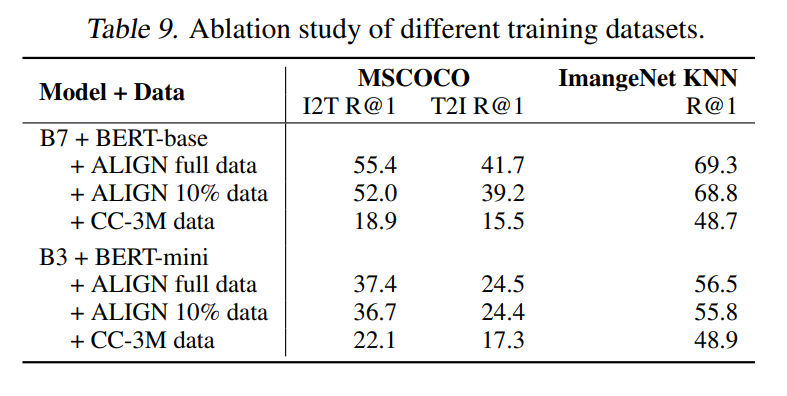 Table 9. Ablation study of different training datasets.
Model + Data MSCOCO ImangeNet KNN
I2T R@1 T2I R@1 R@1
B7 + BERT-base
+ ALIGN full data 55.4 41.7 69.3
+ ALIGN 10% data 52.0 39.2 68.8
+ CC-3M data 18.9 15.5 48.7
B3 + BERT-mini
+ ALIGN full data 37.4 24.5 56.5
+ ALIGN 10% data 36.7 24.4 55.8
+ CC-3M data 22.1 17.3 48.9